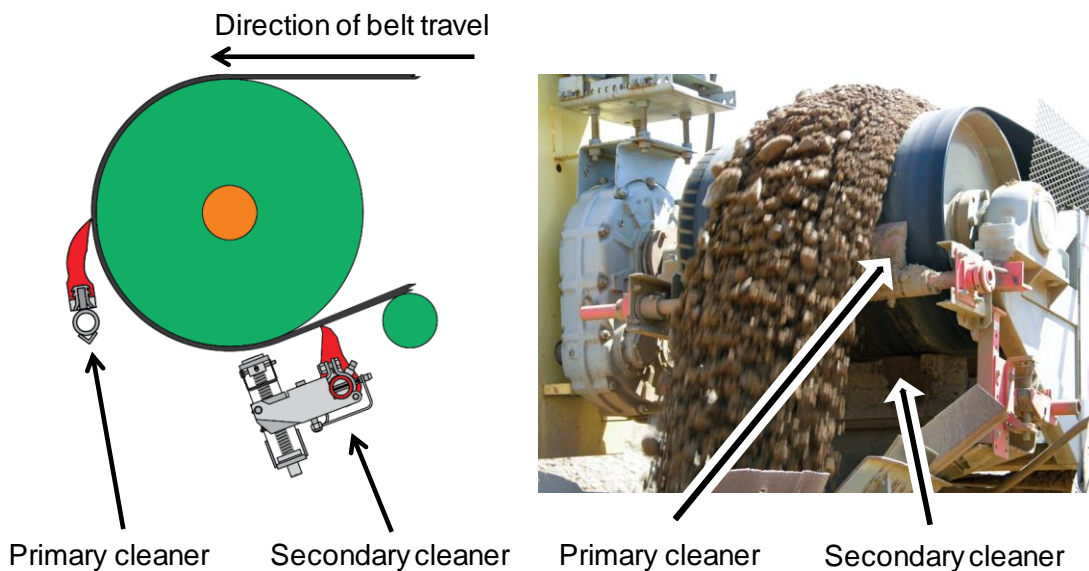 Direction of belt travel
Primary cleaner
Secondary cleaner
Primary cleaner
Secondary cleaner